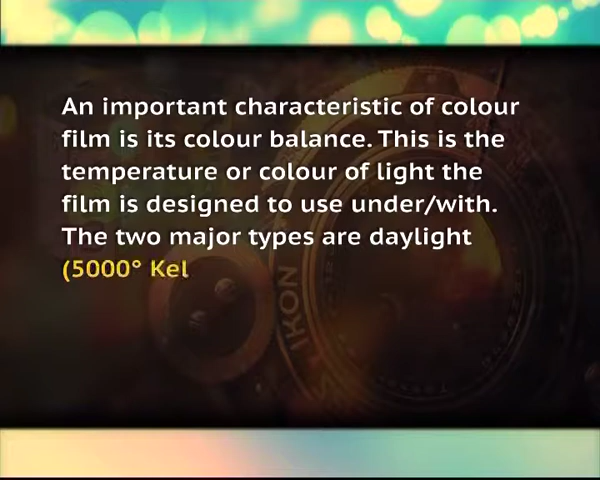 An important characteristic of colour
film is its colour balance. This is the
temperature or colour of light the
film is designed to use under/with.
The two major types are daylight
(5000° Kel
IKON